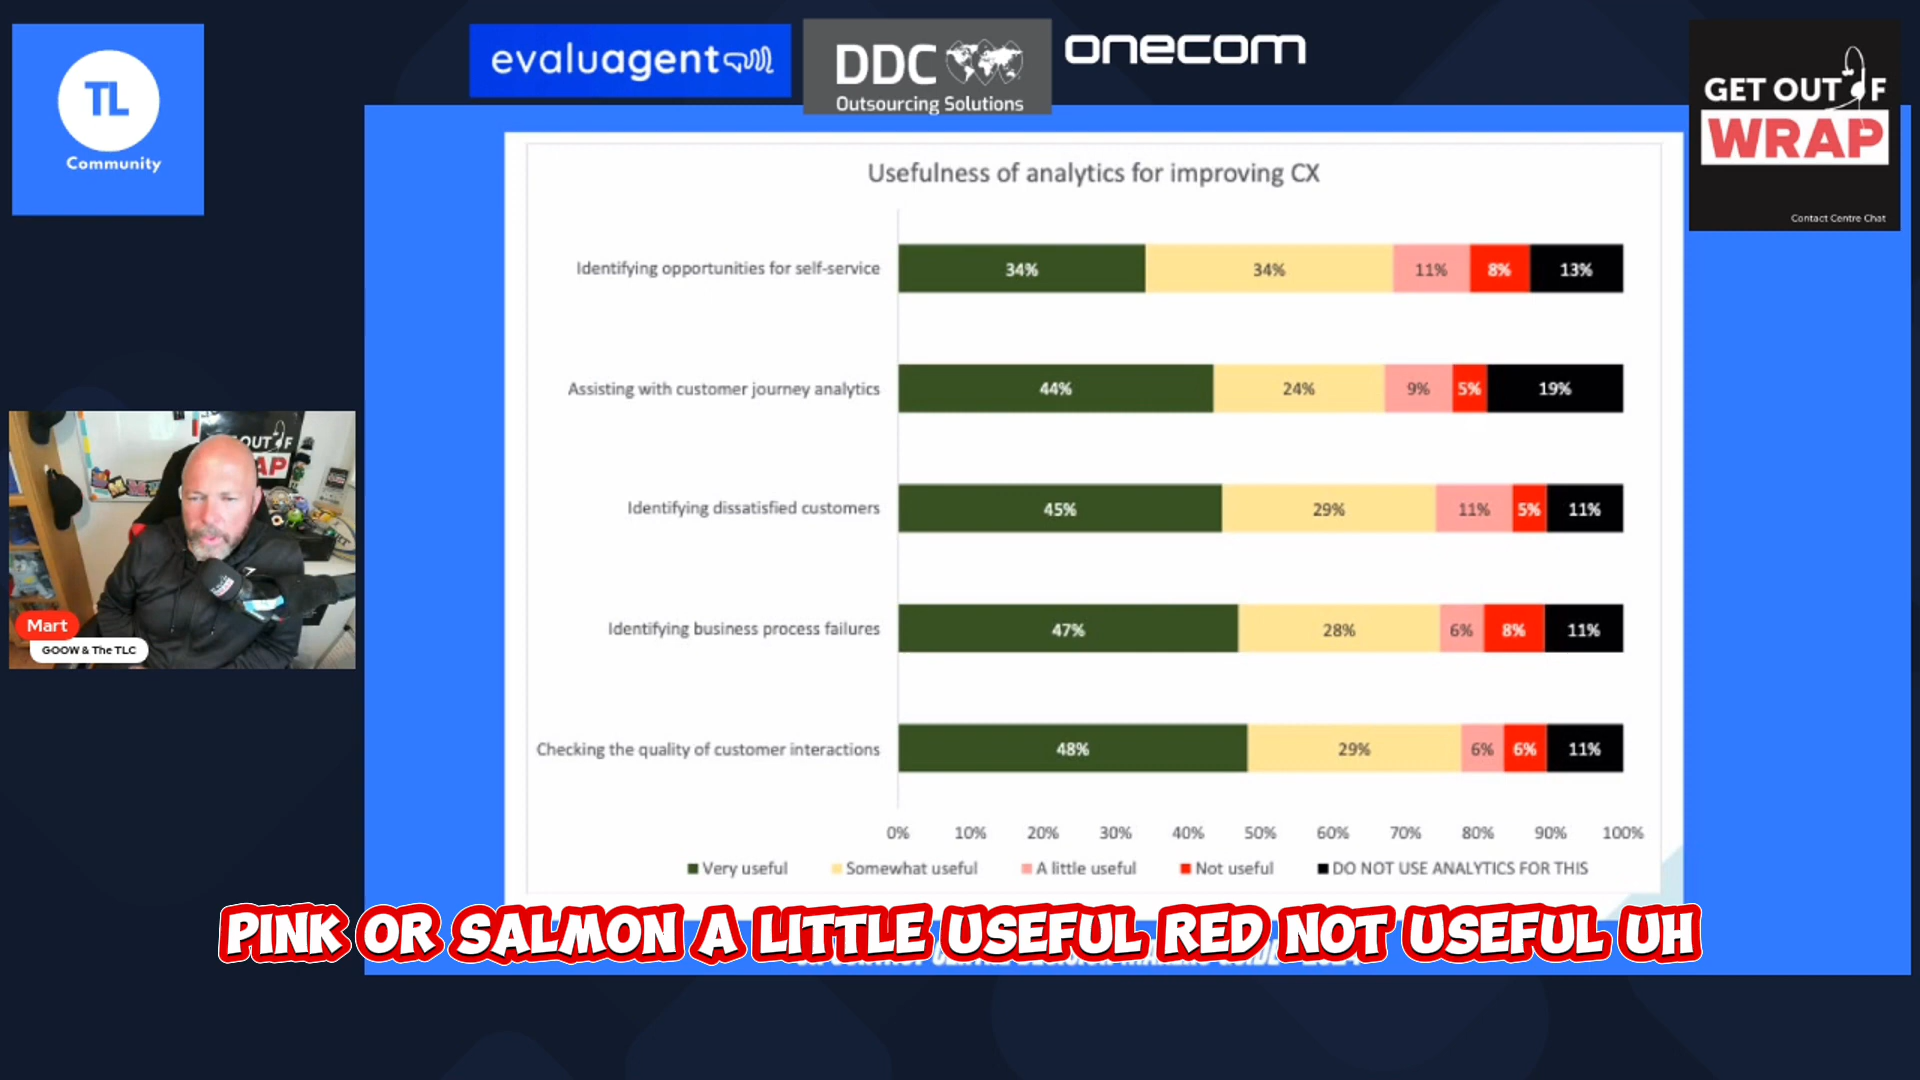 TL
Community
evaluagent
DDC
Outsourcing Solutions
onecom
GET OUT OF
WRAP
Contact Centre Chat
Usefulness of analytics for improving CX
Identifying opportunities for self-service
34%
34%
11%
8%
13%
Assisting with customer journey analytics
44%
24%
9%
5%
19%
Identifying dissatisfied customers
45%
29%
11%
5%
11%
Identifying business process failures
47%
28%
6%
8%
11%
Checking the quality of customer interactions
48%
29%
6%
6%
11%
0% 10% 20% 30% 40% 50% 60% 70% 80% 90% 100%
Very useful
Somewhat useful
A little useful
Not useful
DO NOT USE ANALYTICS FOR THIS
Mart
GOOW & The TLC
PINK OR SALMON A LITTLE USEFUL RED NOT USEFUL UH